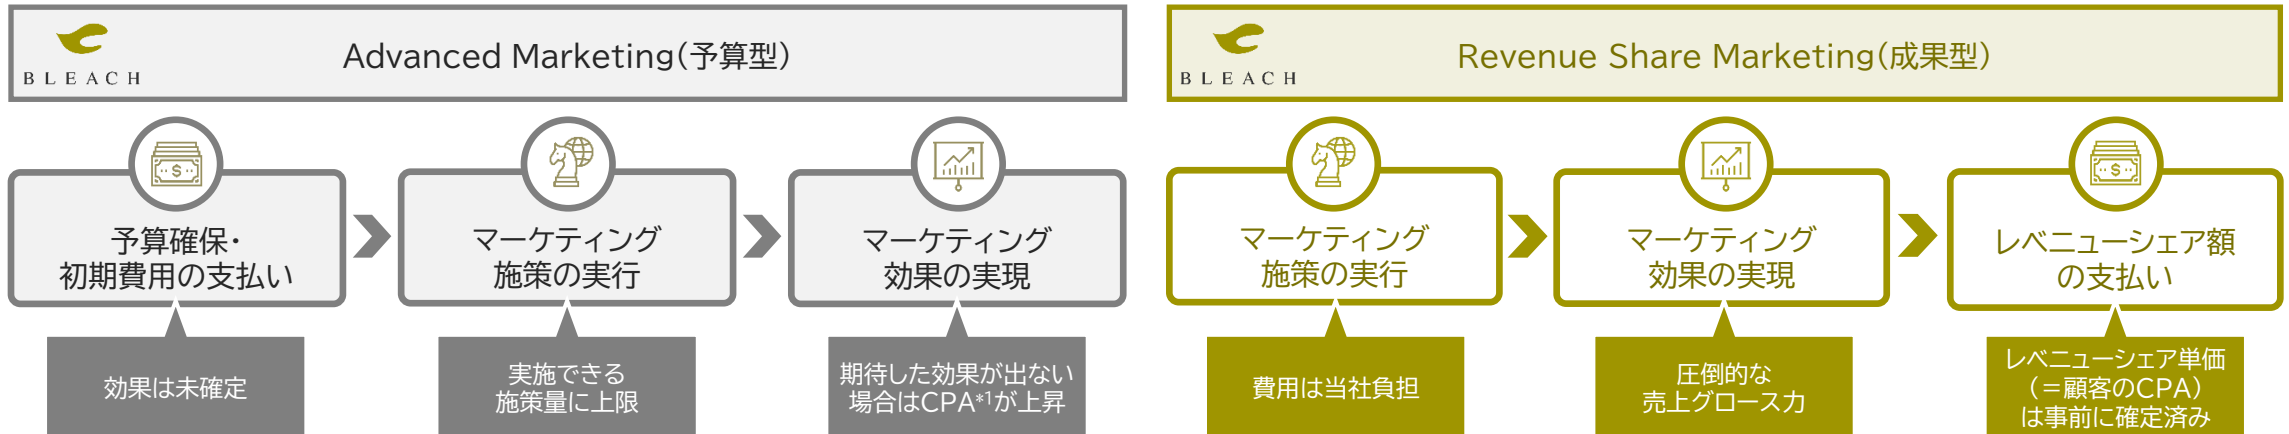 BLEACH
Advanced Marketing(予算型)
予算確保・
初期費用の支払い
効果は未確定
マーケティング
施策の実行
実施できる
施策量に上限
マーケティング
効果の実現
期待した効果が出ない
場合はCPA*1が上昇
BLEACH
Revenue Share Marketing(成果型)
マーケティング
施策の実行
費用は当社負担
マーケティング
効果の実現
圧倒的な
売上グロース力
レベニューシェア額
の支払い
レベニューシェア単価
(=顧客のCPA)
は事前に確定済み